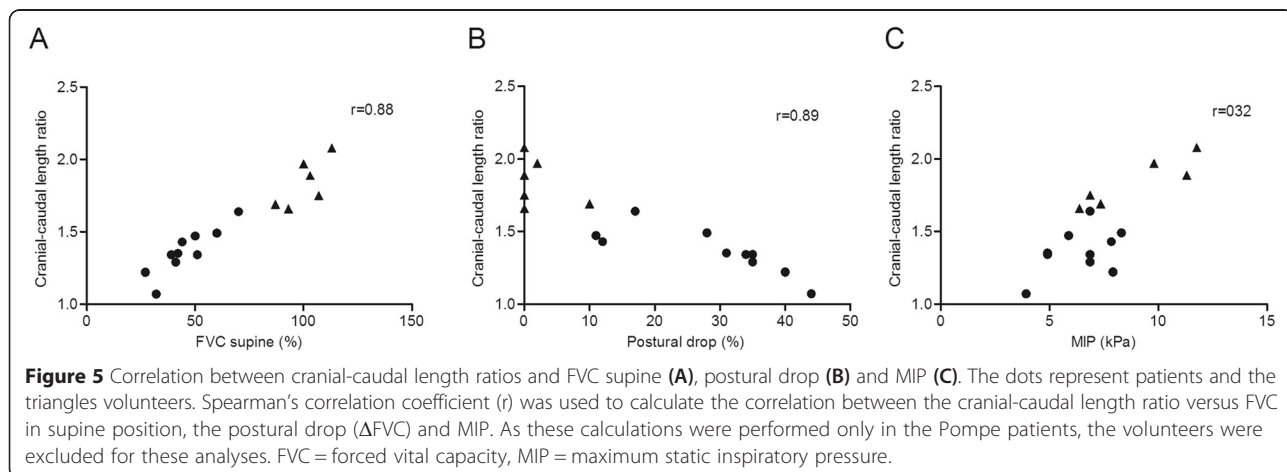 A
B
C
Cranial-caudal length ratio
2.5
2.0
1.5
1.0
0
50
100
150
FVC supine (%)
r=0.88
Cranial-caudal length ratio
2.5
2.0
1.5
1.0
0
10
20
30
40
50
Postural drop (%)
r=0.89
Cranial-caudal length ratio
2.5
2.0
1.5
1.0
0
5
10
15
MIP (kPa)
r=032
Figure 5 Correlation between cranial-caudal length ratios and FVC supine (A), postural drop (B) and MIP (C). The dots represent patients and the
triangles volunteers. Spearman's correlation coefficient (r) was used to calculate the correlation between the cranial-caudal length ratio versus FVC
in supine position, the postural drop (ΔFVC) and MIP. As these calculations were performed only in the Pompe patients, the volunteers were
excluded for these analyses. FVC = forced vital capacity, MIP = maximum static inspiratory pressure.